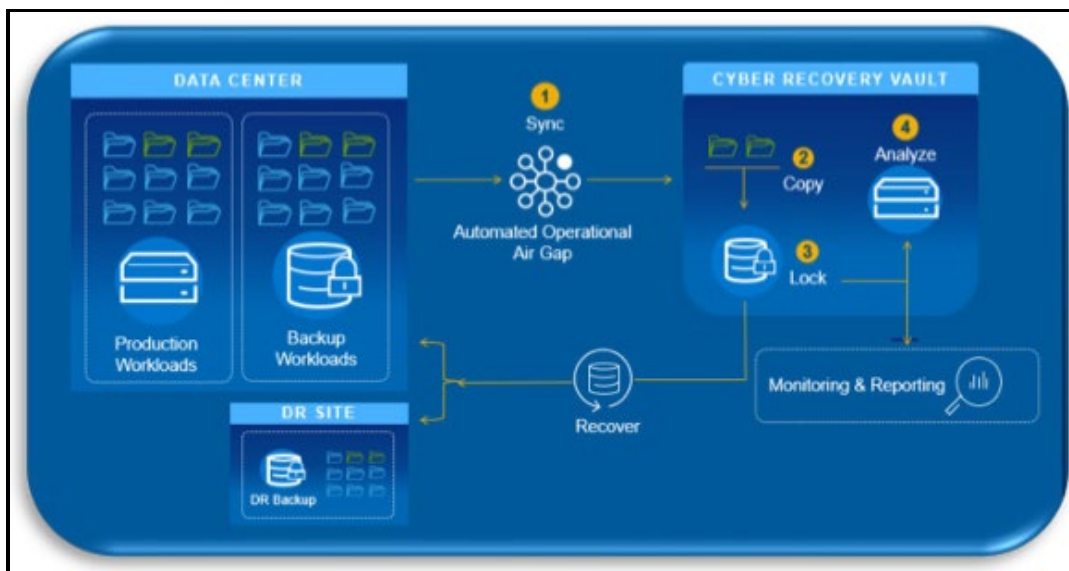 DATA CENTER
Production
Workloads
Backup
Workloads
1
Sync
Automated Operational
Air Gap
CYBER RECOVERY VAULT
2
Copy
3
Lock
4
Analyze
Monitoring & Reporting
Recover
DR SITE
DR Backup